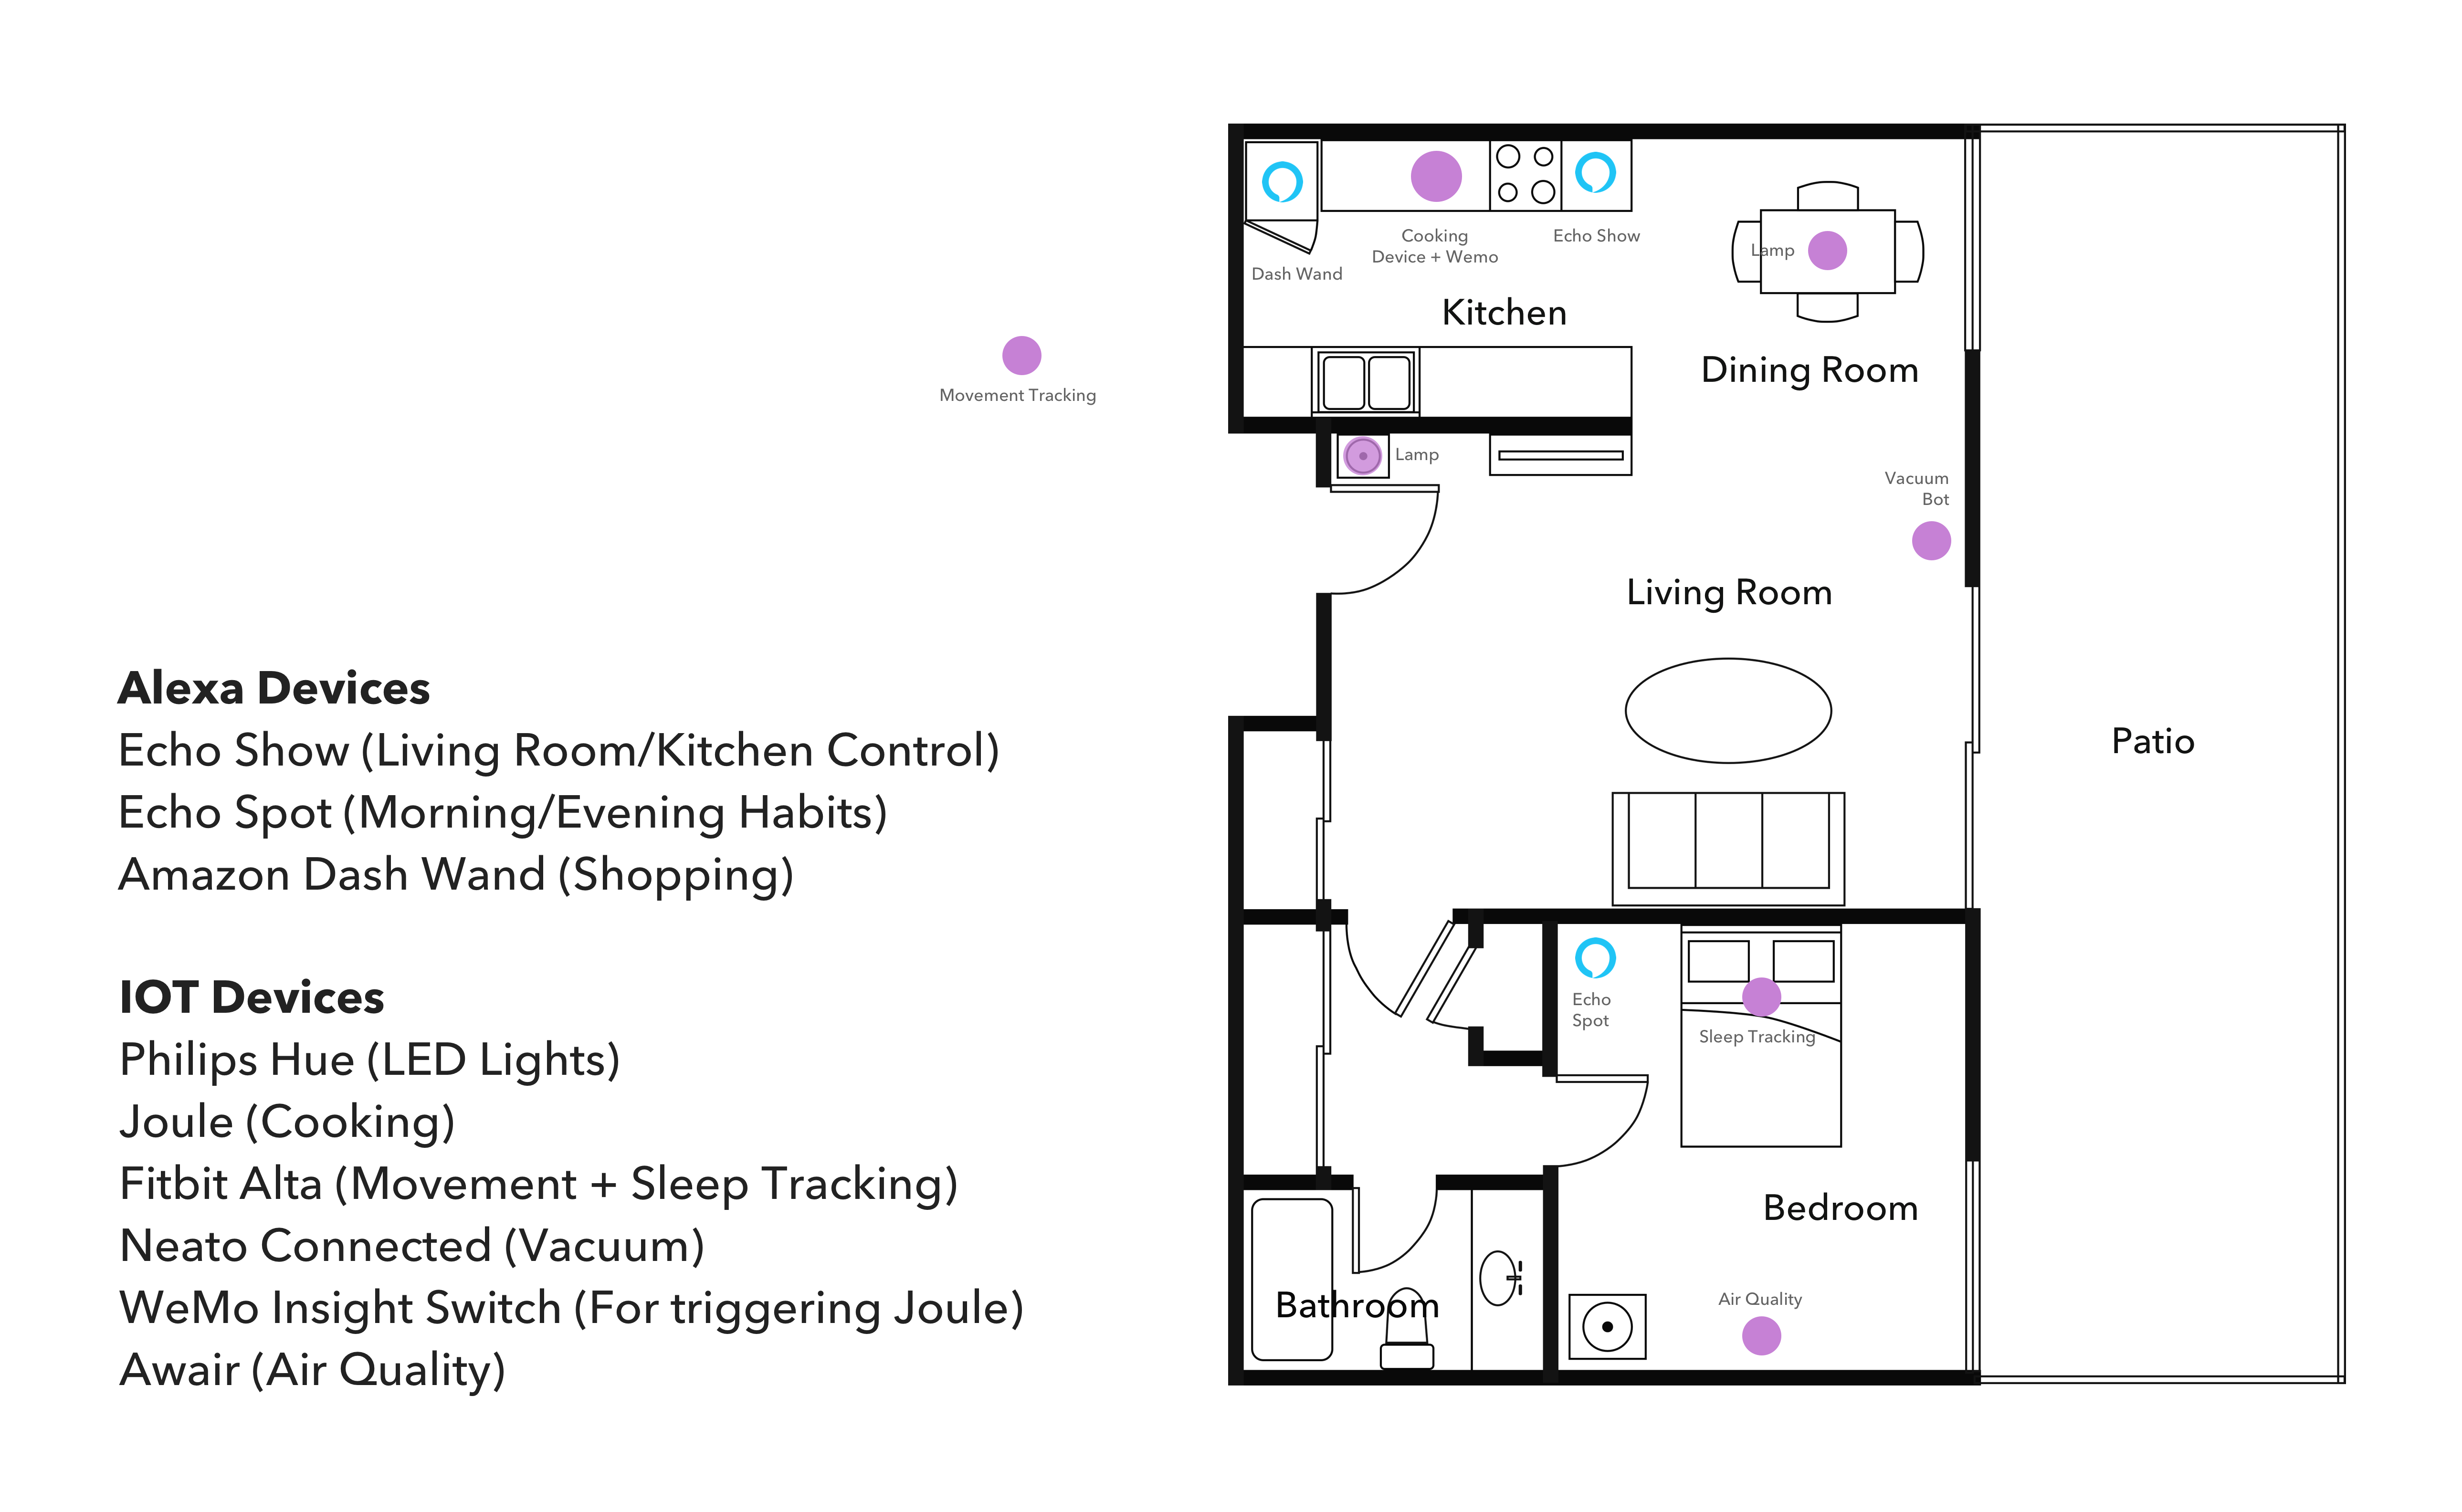 Alexa Devices
Echo Show (Living Room/Kitchen Control)
Echo Spot (Morning/Evening Habits)
Amazon Dash Wand (Shopping)
IOT Devices
Philips Hue (LED Lights)
Joule (Cooking)
Fitbit Alta (Movement + Sleep Tracking)
Neato Connected (Vacuum)
WeMo Insight Switch (For triggering Joule)
Awair (Air Quality)
Movement Tracking
Dash Wand
Cooking
Device + Wemo
Echo Show
Kitchen
Lamp
Dining Room
Lamp
Vacuum
Bot
Living Room
Patio
Echo
Spot
Sleep Tracking
Bedroom
Bathroom
Air Quality